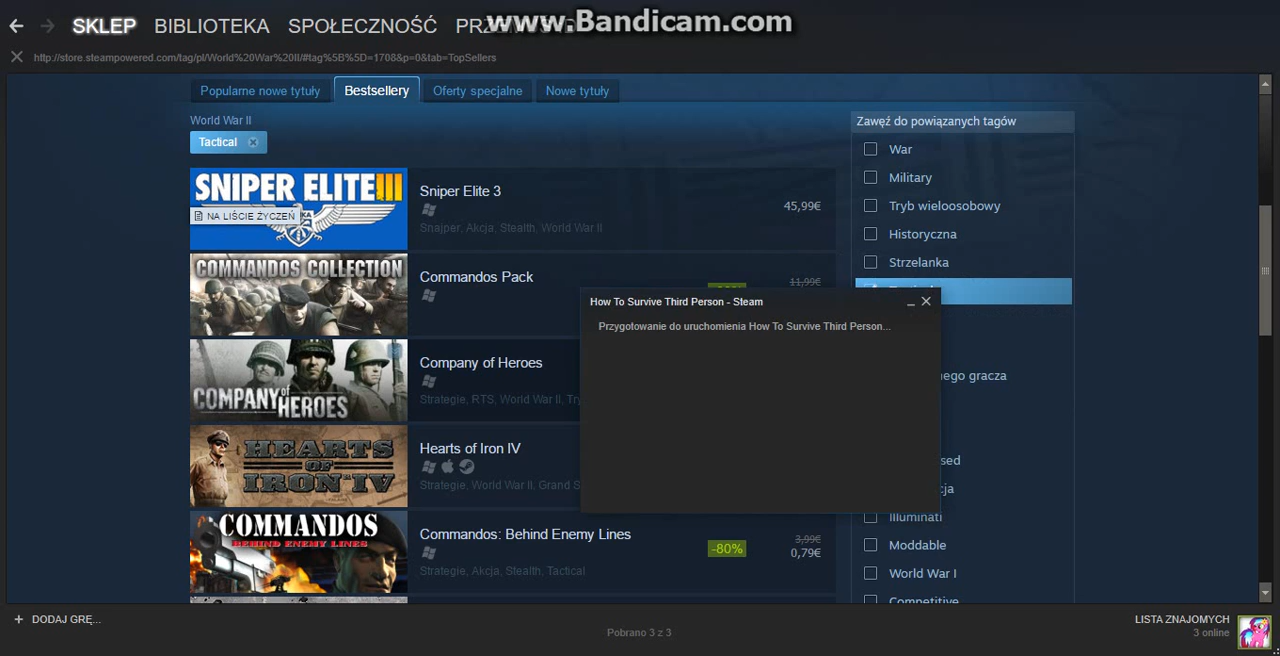 www.Bandicam.com
SKLEP BIBLIOTEKA SPOŁECZNOŚĆ
http://store.steampowered.com/tag/pl/World%20War%20II/#tag%5B%5D=1708&p=0&tab=TopSellers
Popularne nowe tytuły Bestsellery Oferty specjalne Nowe tytuły
World War II
Tactical
Zawęź do powiązanych tagów
War
Military
Tryb wieloosobowy
Historyczna
Strzelanka
SNIPER ELITE III
NA LIŚCIE ŻYCZEŃ
Sniper Elite 3
45,99€
Snajper, Akcja, Stealth, World War II
COMMANDOS COLLECTION
Commandos Pack
11,99€
How To Survive Third Person - Steam
Przygotowanie do uruchomienia How To Survive Third Person...
COMPANY of HEROES
Company of Heroes
Strategie, RTS, World War II, Try
nego gracza
HEARTS OF IRON IV
Hearts of Iron IV
Strategie, World War II, Grand S
sed
cja
Illuminati
COMMANDOS
BEHIND ENEMY LINES
Commandos: Behind Enemy Lines
-80%
3,99€
0,79€
Strategie, Akcja, Stealth, Tactical
Moddable
World War I
Competitive
DODAJ GRĘ...
Pobrano 3 z 3
LISTA ZNAJOMYCH
3 online